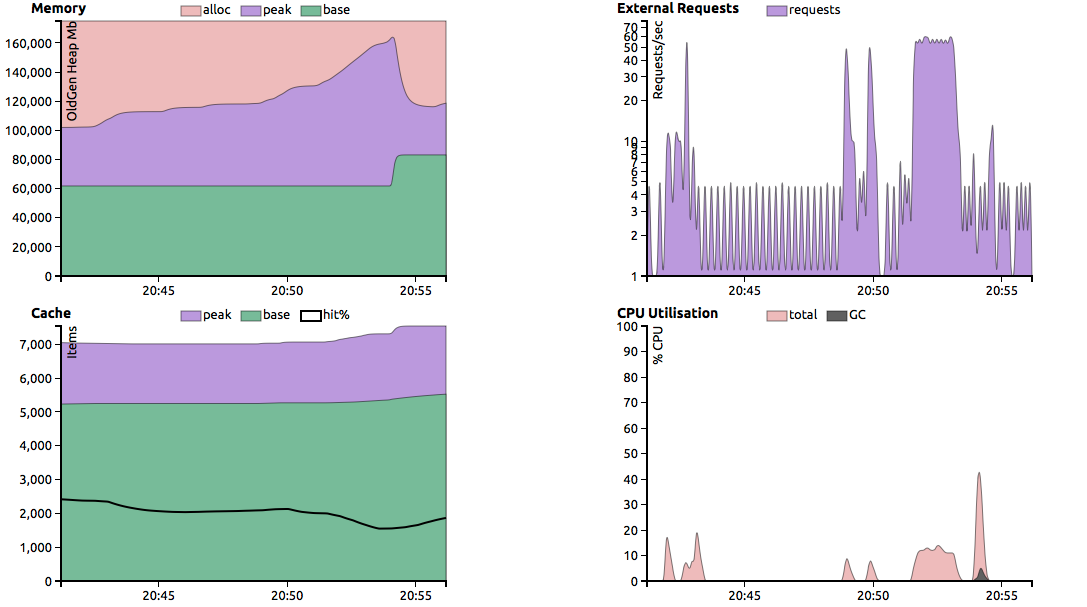 Memory
alloc peak base
OldGen Heap Mb
160,000
140,000
120,000
100,000
80,000
60,000
40,000
20,000
0
20:45 20:50 20:55
External Requests
requests
Requests/sec
70
60
50
40
30
20
10
9
8
7
6
5
4
3
2
1
20:45 20:50 20:55
Cache
peak base hit%
Items
7,000
6,000
5,000
4,000
3,000
2,000
1,000
0
20:45 20:50 20:55
CPU Utilisation
total GC
% CPU
100
90
80
70
60
50
40
30
20
10
0
20:45 20:50 20:55